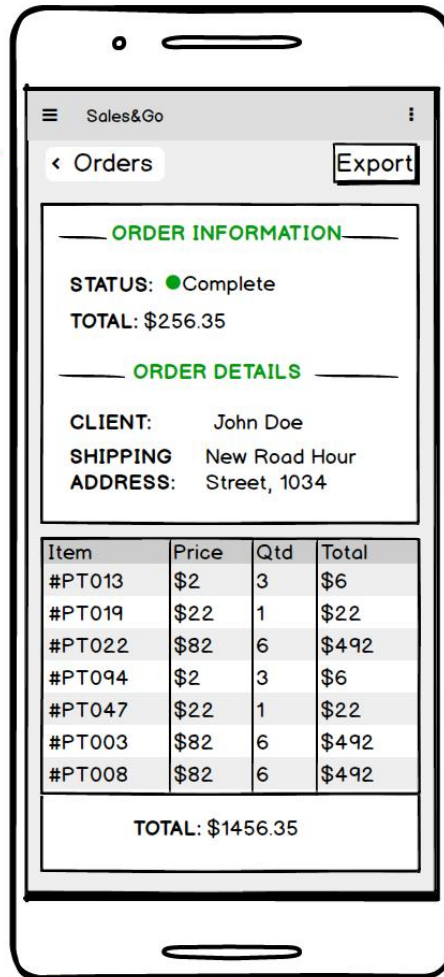 Sales&Go
< Orders Export
ORDER INFORMATION
STATUS: Complete
TOTAL: $256.35
ORDER DETAILS
CLIENT: John Doe
SHIPPING New Road Hour
ADDRESS: Street, 1034
Item Price Qtd Total
#PT013 $2 3 $6
#PT019 $22 1 $22
#PT022 $82 6 $492
#PT094 $2 3 $6
#PT047 $22 1 $22
#PT003 $82 6 $492
#PT008 $82 6 $492
TOTAL: $1456.35